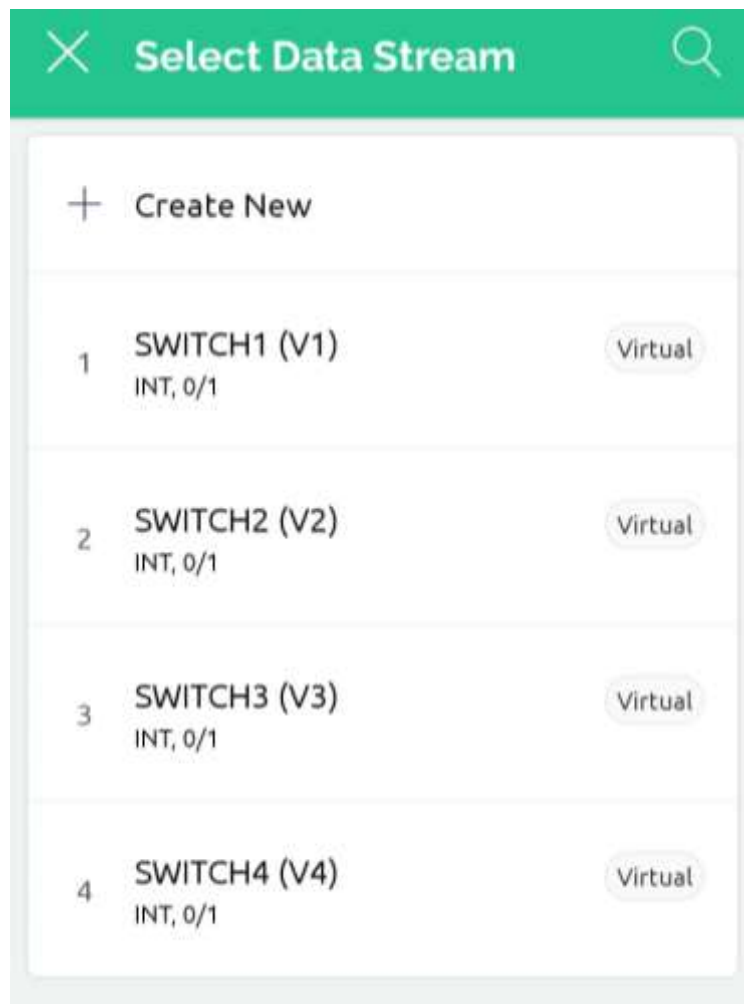 Select Data Stream
Create New
1 SWITCH1 (V1) Virtual
INT, 0/1
2 SWITCH2 (V2) Virtual
INT, 0/1
3 SWITCH3 (V3) Virtual
INT, 0/1
4 SWITCH4 (V4) Virtual
INT, 0/1